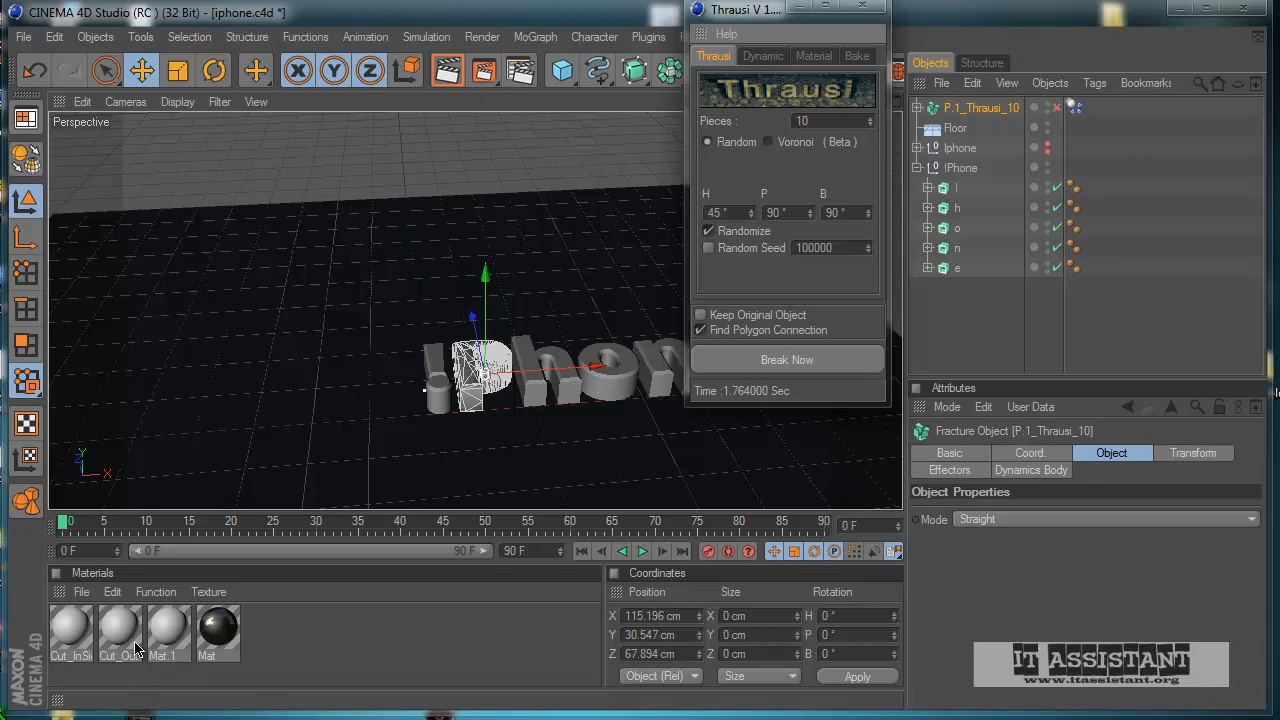 CINEMA 4D Studio (RC ) (32 Bit) - [iphone.c4d *]
File Edit Objects Tools Selection Structure Functions Animation Simulation Render MoGraph Character Plugins
Thrausi V 1....
Help
Thrausi Dynamic Material Bake
Thrausi
Pieces : 10
Random Voronoi ( Beta )
H P B
45 ° 90 ° 90 °
Randomize
Random Seed 100000
Keep Original Object
Find Polygon Connection
Break Now
Time :1.764000 Sec
Edit Cameras Display Filter View
Perspective
Y
Z
X
Objects Structure
File Edit View Objects Tags Bookmarks
P.1_Thrausi_10
Floor
Iphone
!Phone
!
h
o
n
e
Attributes
Mode Edit User Data
Fracture Object [P.1_Thrausi_10]
Basic Coord. Object Transform
Effectors Dynamics Body
Object Properties
Mode Straight
0 5 10 15 20 25 30 35 40 45 50 55 60 65 70 75 80 85 90 0 F
0 F 0 F 90 F 90 F
Materials
File Edit Function Texture
Cut_InSi Cut_Out Mat.1 Mat
Coordinates
Position Size Rotation
X 115.196 cm X 0 cm H 0 °
Y 30.547 cm Y 0 cm P 0 °
Z 67.894 cm Z 0 cm B 0 °
Object (Rel) Size Apply
MAXON
CINEMA 4D
IT ASSISTANT
www.itassistant.org